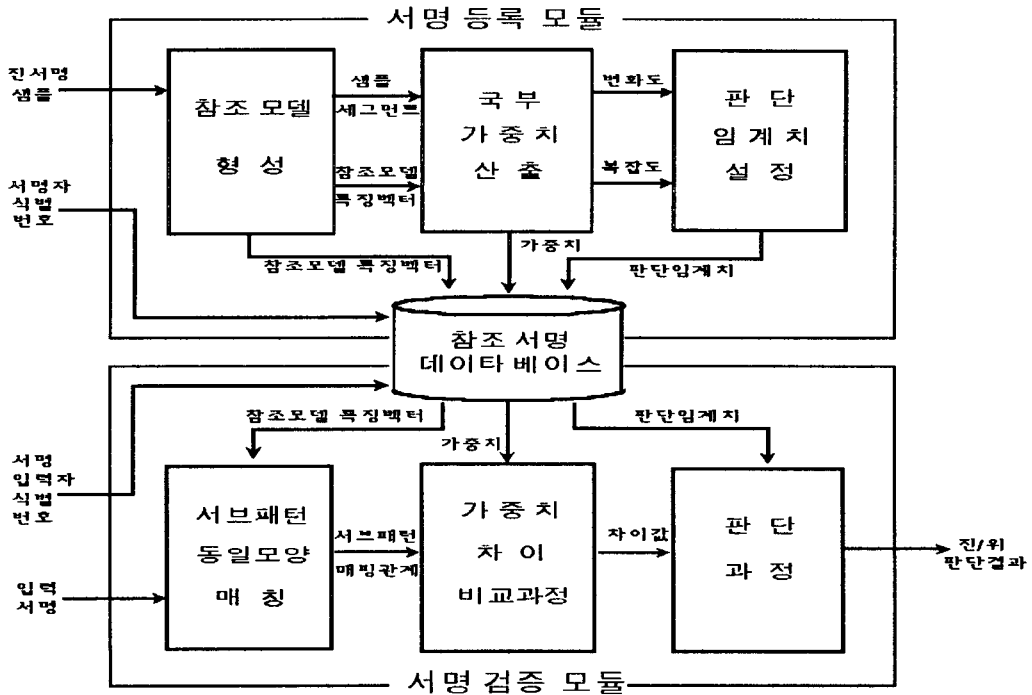 서명 등록 모듈
진서명
샘플
참조 모델
형 성
샘플
세그먼트
참조모델
특징벡터
국 부
가 중 치
산 출
변화도
복잡도
판 단
임 계 치
설 정
서명자
식별
번호
참조모델 특징벡터
가중치
판단임계치
참조 서명
데이타 베이스
참조모델 특징벡터
가중치
판단임계치
서명
입력자
식별
번호
입력
서명
서브패턴
동일모양
매 칭
서브패턴
매핑관계
가 중 치
차 이
비교과정
차이값
판 단
과 정
진/위
판단결과
서명 검증 모듈